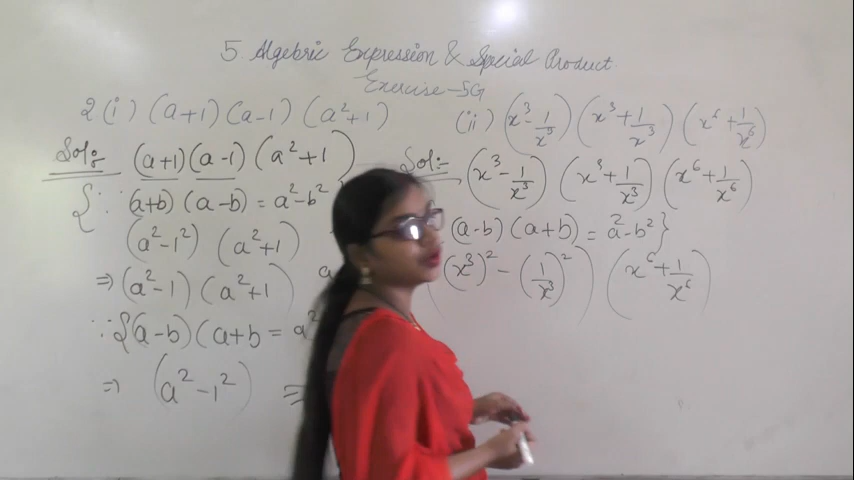 5. Algebric Expression & Special Product
Exercise-5G
2(i) (a+1) (a-1) (a²+1)
Sol:- (a+1)(a-1) (a²+1)
{∵ (a+b) (a-b) = a²-b²
(a²-1²) (a²+1)
⇒ (a²-1) (a²+1)
∵ {(a-b) (a+b = a²
⇒ (a²-1²) =
(ii) (x³-1/x³) (x³+1/x³) (x⁶+1/x⁶)
Sol:- (x³-1/x³) (x³+1/x³) (x⁶+1/x⁶)
(a-b) (a+b) = a²-b²}
(x³)² - (1/x³)²) (x⁶+1/x⁶)